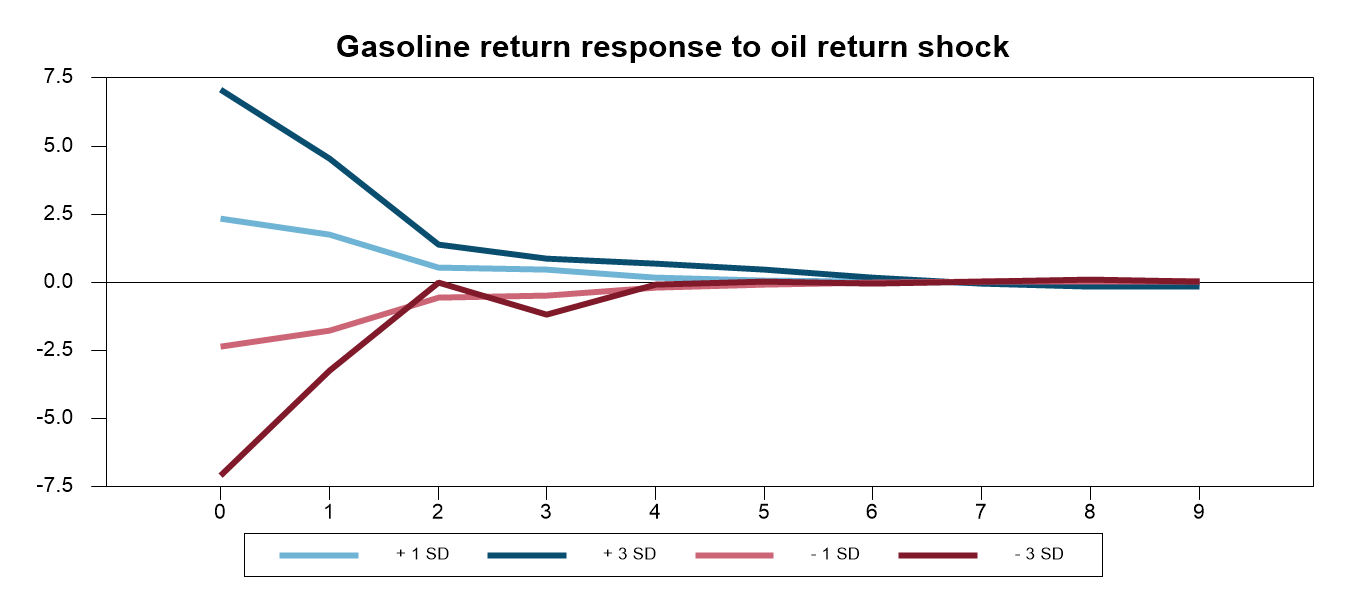 Gasoline return response to oil return shock
7.5
5.0
2.5
0.0
-2.5
-5.0
-7.5
0 1 2 3 4 5 6 7 8 9
+ 1 SD + 3 SD - 1 SD - 3 SD